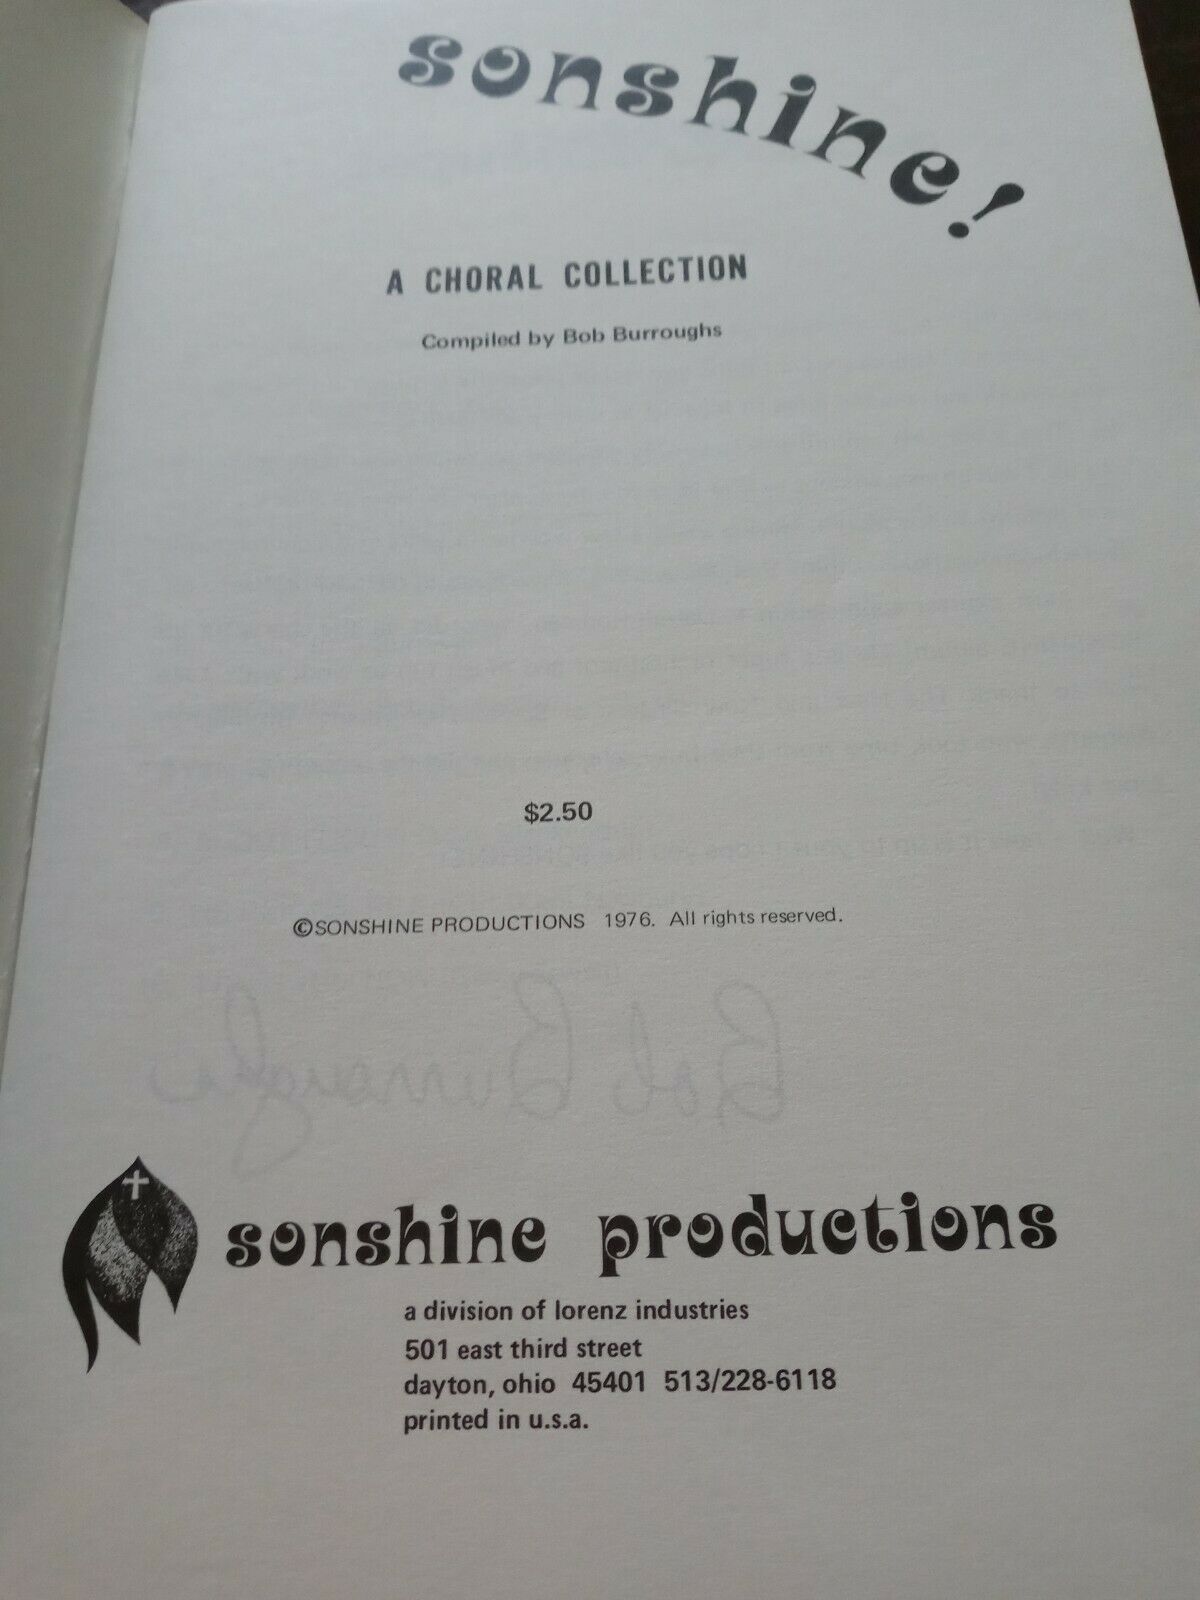 sonshine!
A CHORAL COLLECTION
Compiled by Bob Burroughs
$2.50
©SONSHINE PRODUCTIONS 1976. All rights reserved.
Bob Burroughs
sonshine productions
a division of lorenz industries
501 east third street
dayton, ohio 45401 513/228-6118
printed in u.s.a.